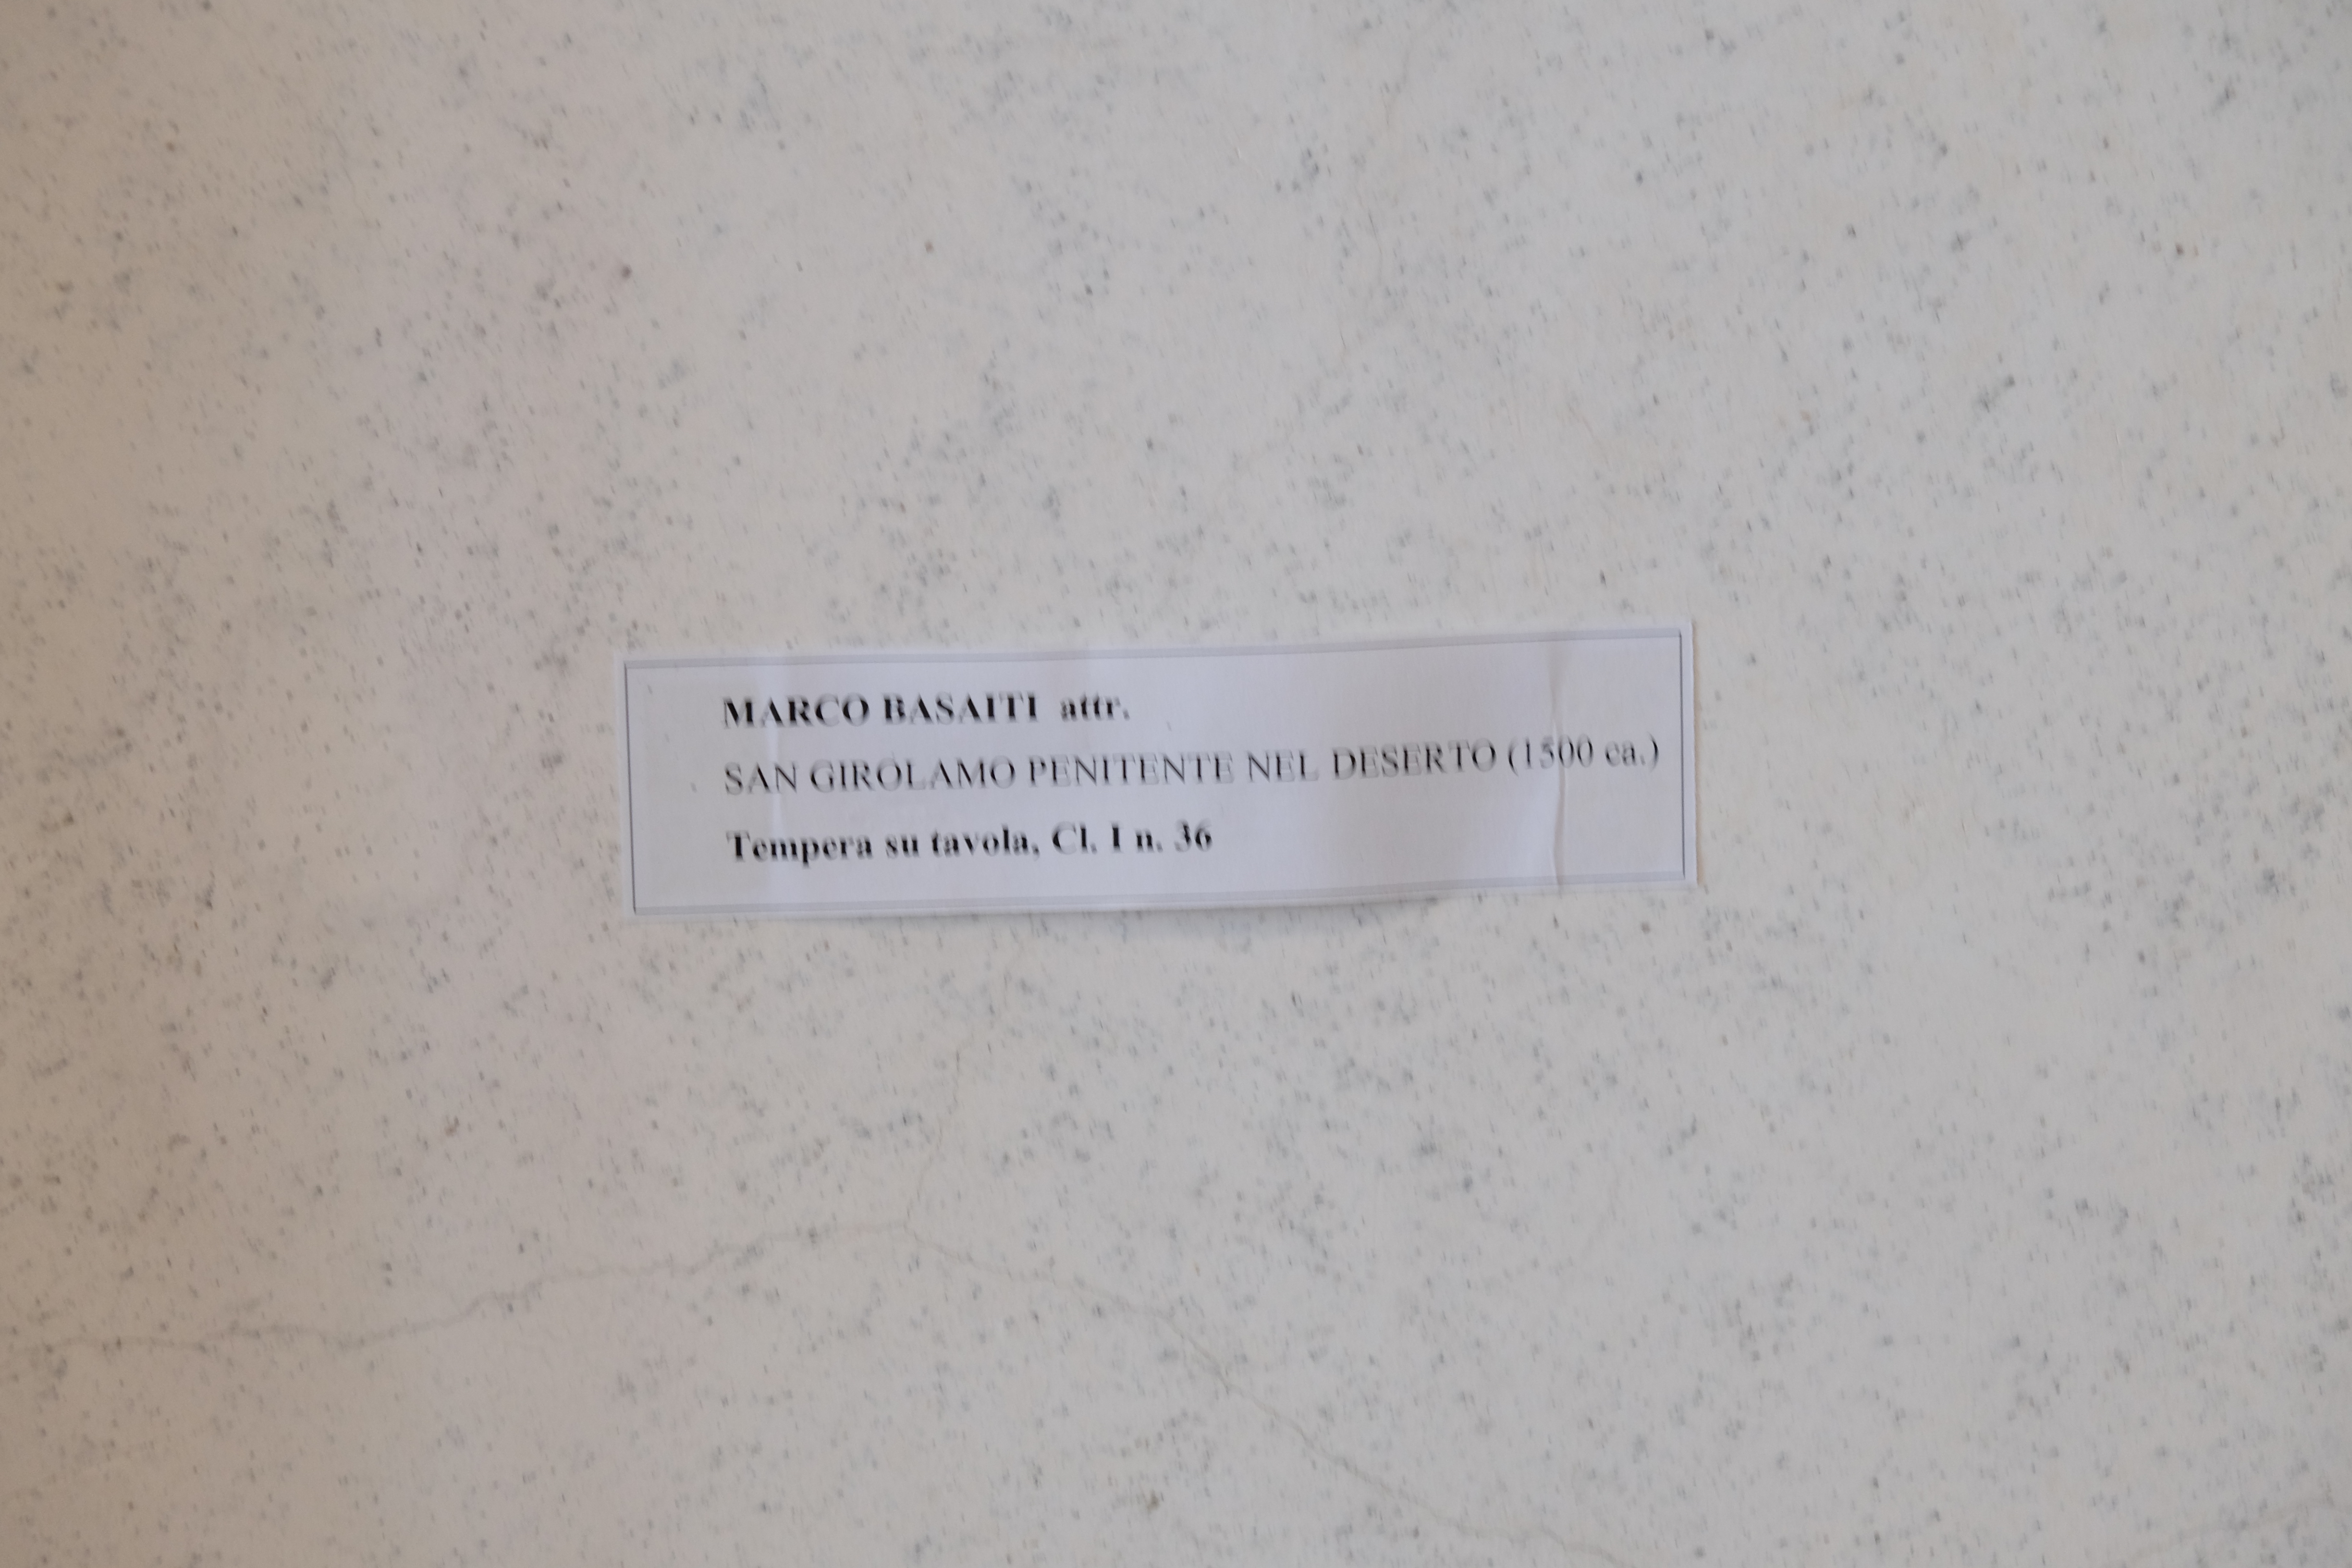 MARCO BASAITI attr.
SAN GIROLAMO PENITENTE NEL DESERTO (1500 ca.)
Tempera su tavola, Cl. I n. 36